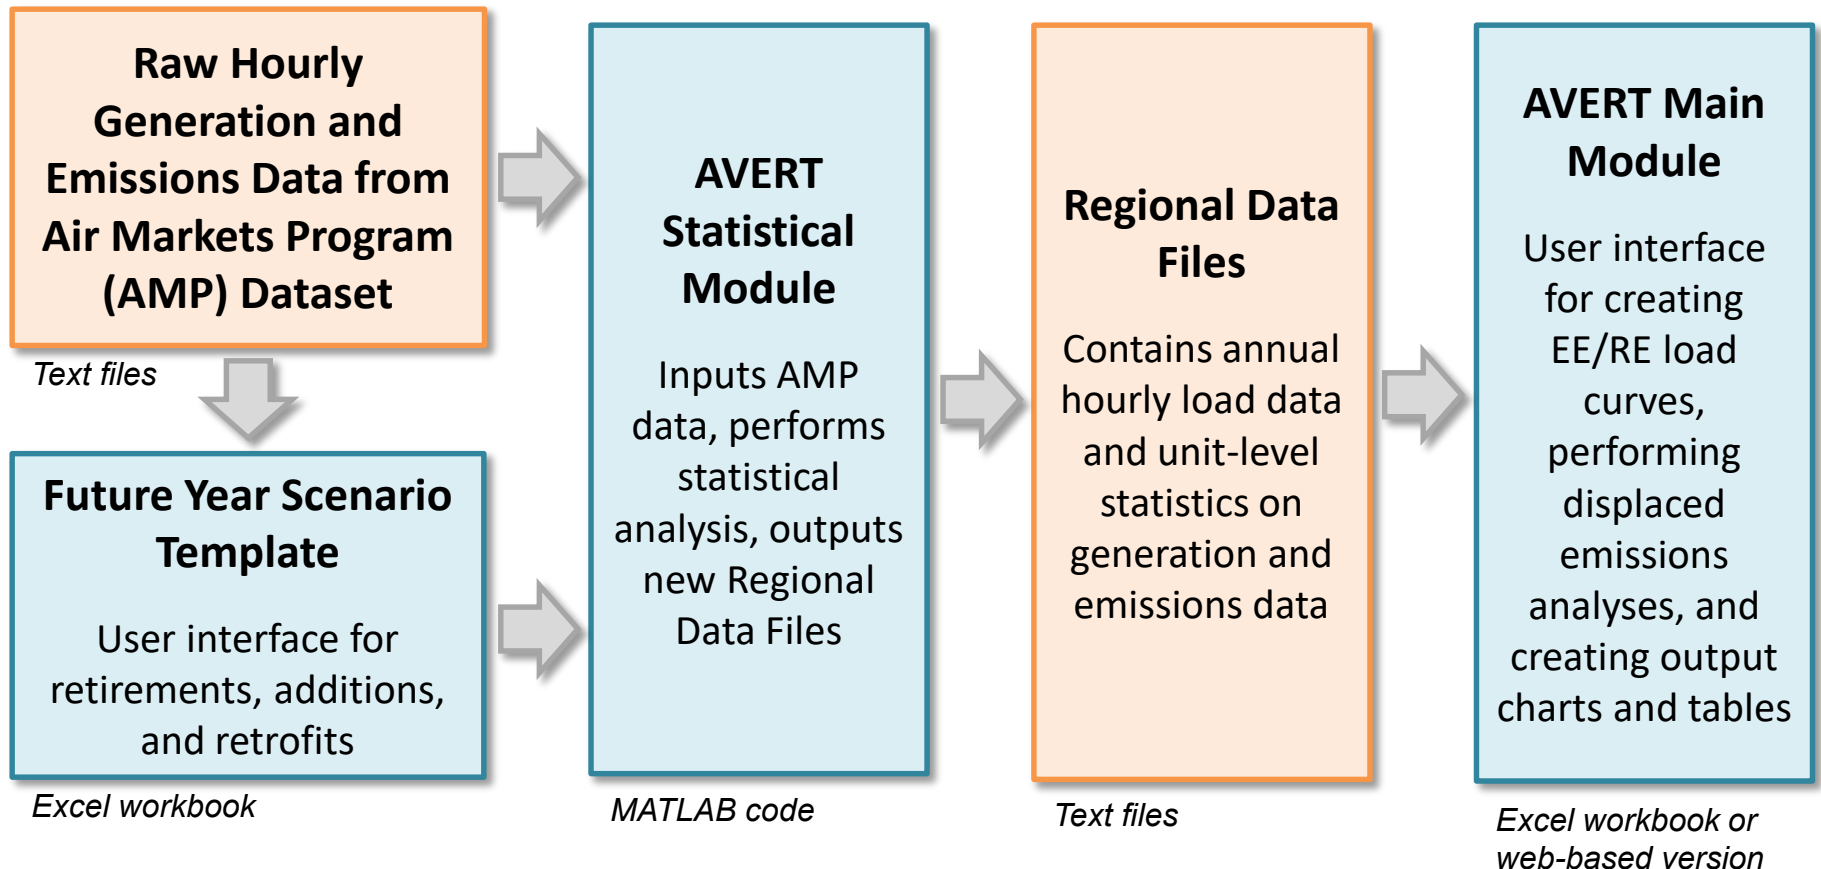 Raw Hourly
Generation and
Emissions Data from
Air Markets Program
(AMP) Dataset
Text files
Future Year Scenario
Template
User interface for
retirements, additions,
and retrofits
Excel workbook
AVERT
Statistical
Module
Inputs AMP
data, performs
statistical
analysis, outputs
new Regional
Data Files
MATLAB code
Regional Data
Files
Contains annual
hourly load data
and unit-level
statistics on
generation and
emissions data
Text files
AVERT Main
Module
User interface
for creating
EE/RE load
curves,
performing
displaced
emissions
analyses, and
creating output
charts and tables
Excel workbook or
web-based version